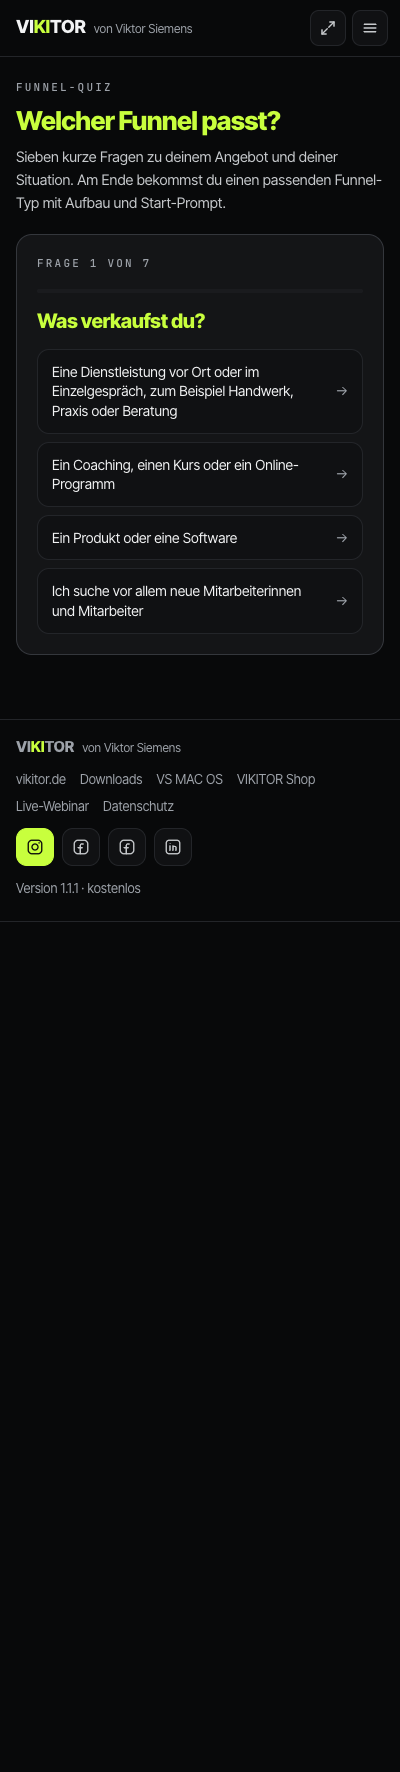 VIKITOR von Viktor Siemens
FUNNEL-QUIZ
Welcher Funnel passt?
Sieben kurze Fragen zu deinem Angebot und deiner
Situation. Am Ende bekommst du einen passenden Funnel-
Typ mit Aufbau und Start-Prompt.
FRAGE 1 VON 7
Was verkaufst du?
Eine Dienstleistung vor Ort oder im
Einzelgespräch, zum Beispiel Handwerk,
Praxis oder Beratung
Ein Coaching, einen Kurs oder ein Online-
Programm
Ein Produkt oder eine Software
Ich suche vor allem neue Mitarbeiterinnen
und Mitarbeiter
VIKITOR von Viktor Siemens
vikitor.de Downloads VS MAC OS VIKITOR Shop
Live-Webinar Datenschutz
Version 1.1.1 · kostenlos